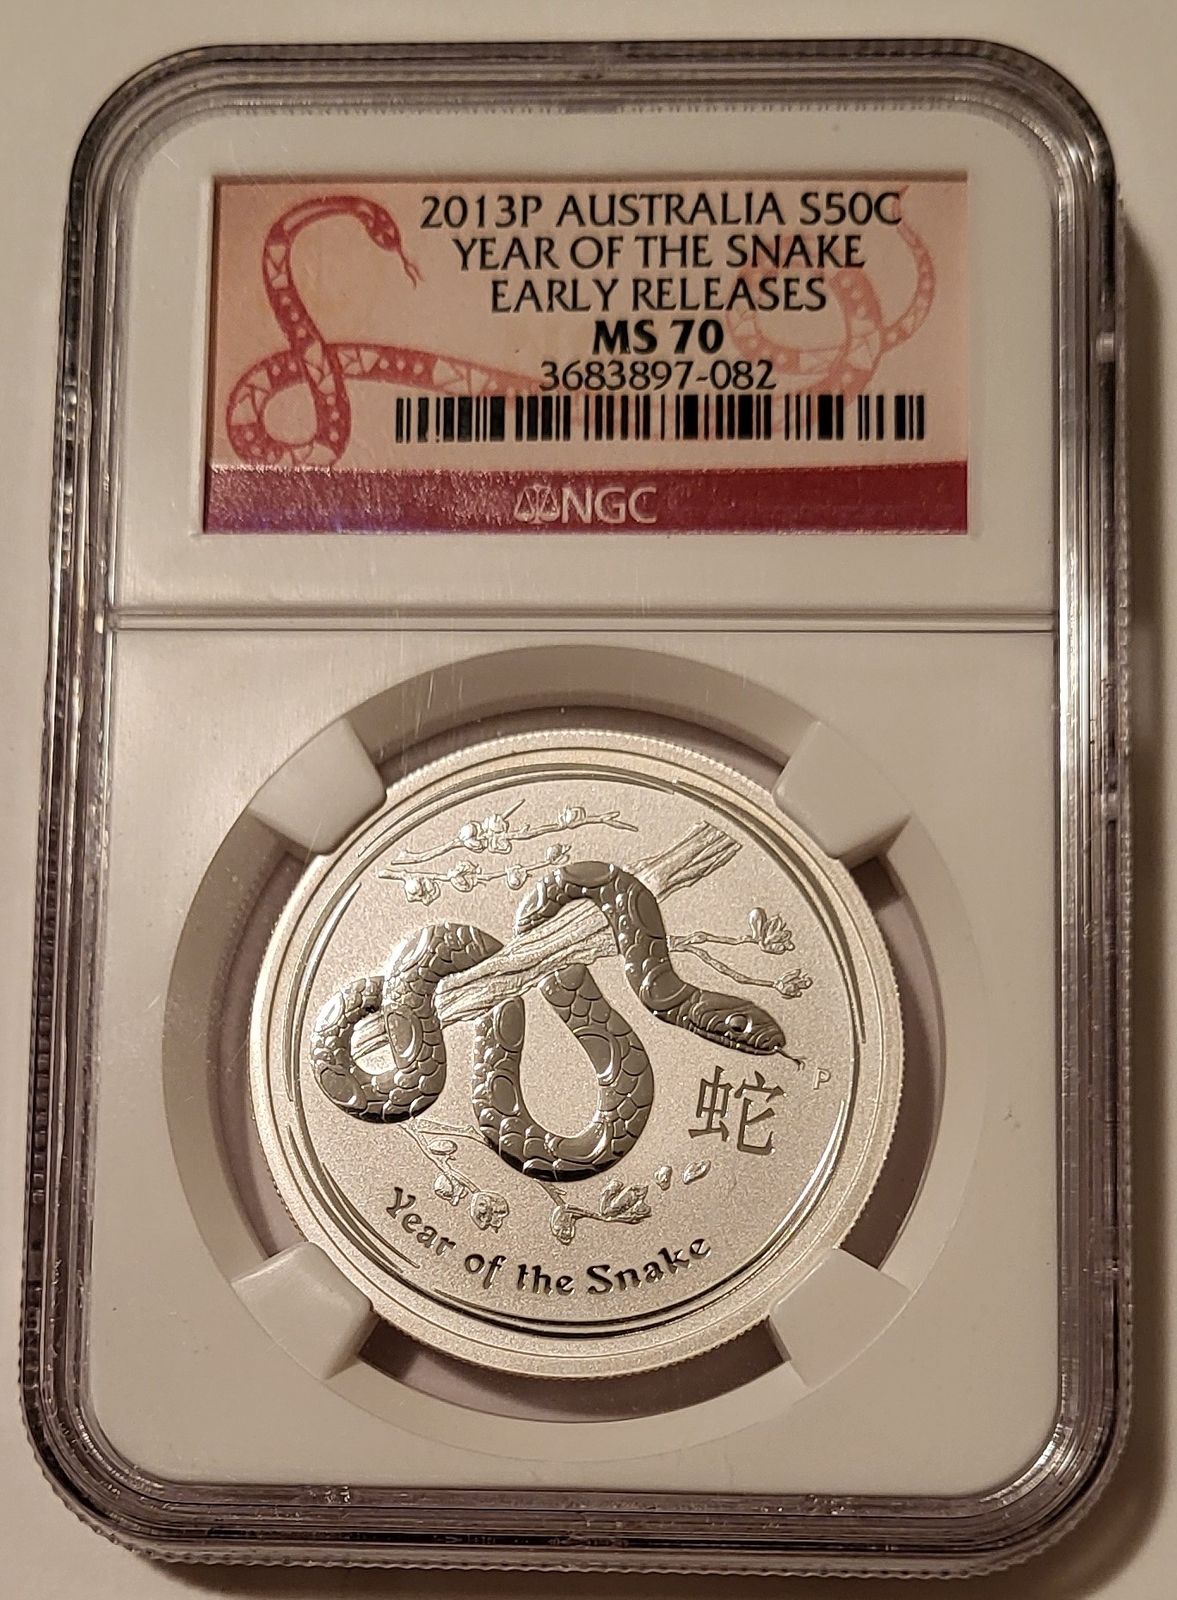 2013P AUSTRALIA S50C
YEAR OF THE SNAKE
EARLY RELEASES
MS 70
3683897-082
NGC
P
蛇
Year of the Snake